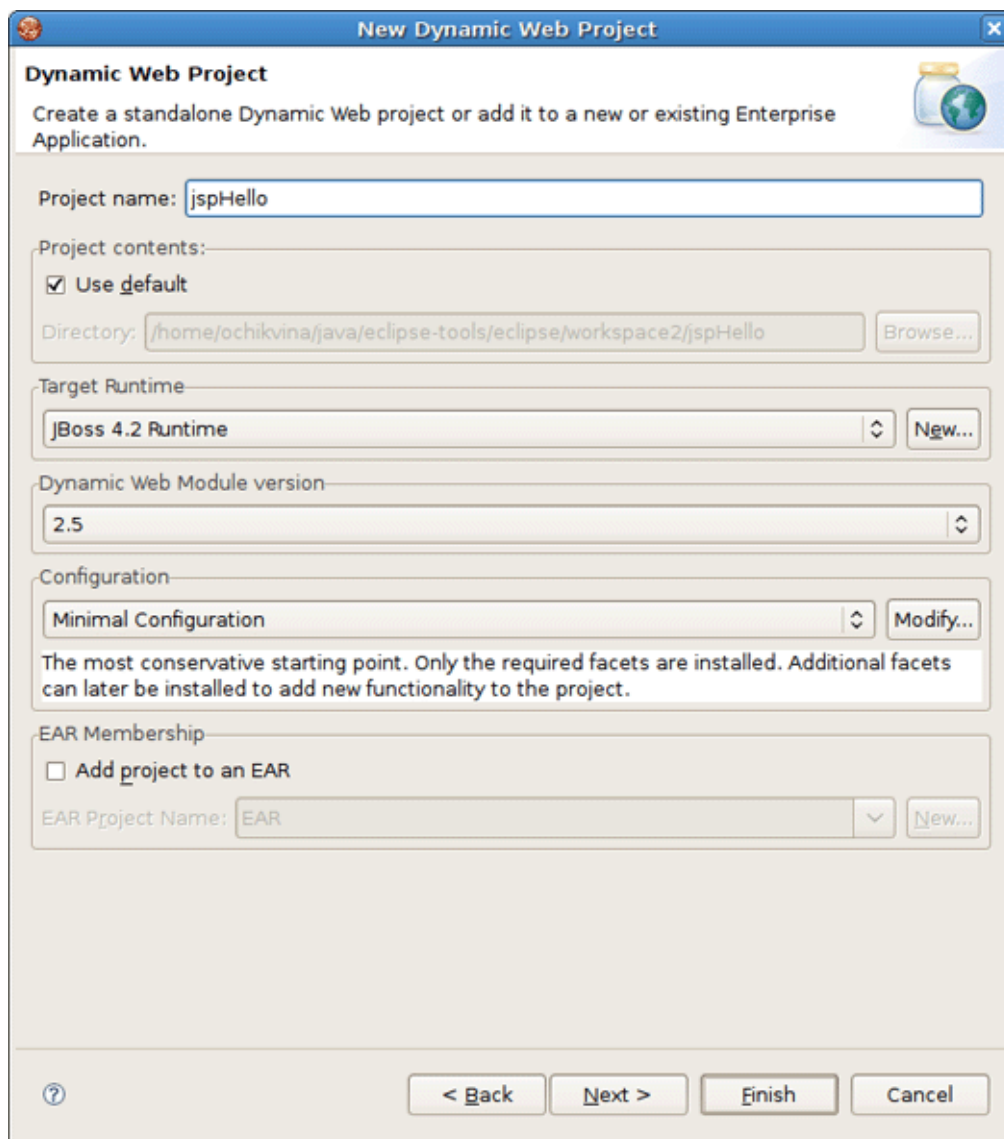 New Dynamic Web Project
Dynamic Web Project
Create a standalone Dynamic Web project or add it to a new or existing Enterprise
Application.
Project name: jspHello
Project contents:
Use default
Directory: /home/ochikvina/java/eclipse-tools/eclipse/workspace2/jspHello Browse...
Target Runtime
JBoss 4.2 Runtime New...
Dynamic Web Module version
2.5
Configuration
Minimal Configuration Modify...
The most conservative starting point. Only the required facets are installed. Additional facets
can later be installed to add new functionality to the project.
EAR Membership
Add project to an EAR
EAR Project Name: EAR New...
< Back Next > Finish Cancel